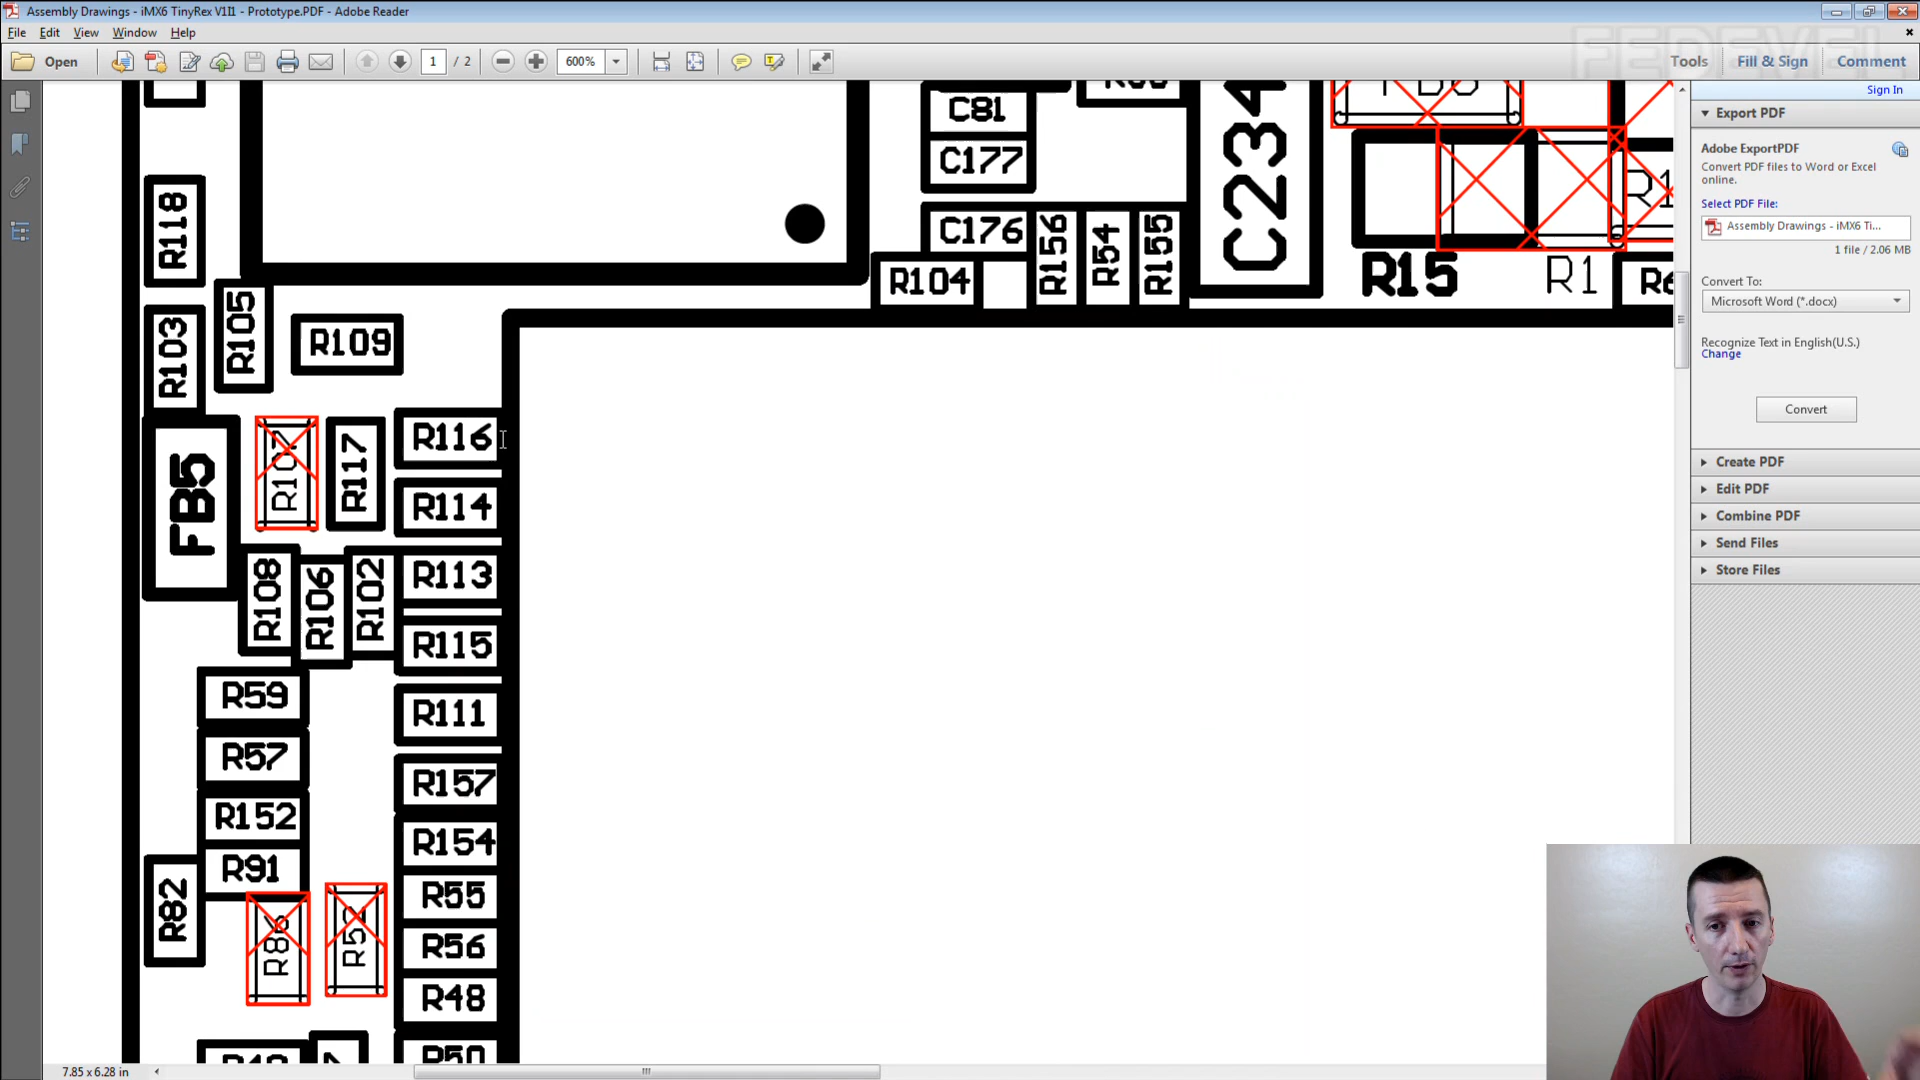 Assembly Drawings - iMX6 TinyRex V1I1 - Prototype.PDF - Adobe Reader
File Edit View Window Help
FEDEVEL
Open
1 / 2
600%
Tools
Fill & Sign
Comment
Sign In
Export PDF
Adobe ExportPDF
Convert PDF files to Word or Excel
online.
Select PDF File:
Assembly Drawings - iMX6 Ti...
1 file / 2.06 MB
Convert To:
Microsoft Word (*.docx)
Recognize Text in English(U.S.)
Change
Convert
Create PDF
Edit PDF
Combine PDF
Send Files
Store Files
C81
C177
C176
C234
R156
R54
R155
R104
R15
R1
R118
R105
R103
R109
R107
R117
R116
FB5
R114
R108
R106
R102
R113
R115
R59
R111
R57
R157
R152
R154
R91
R55
R82
R86
R56
R48
R50
7.85 x 6.28 in